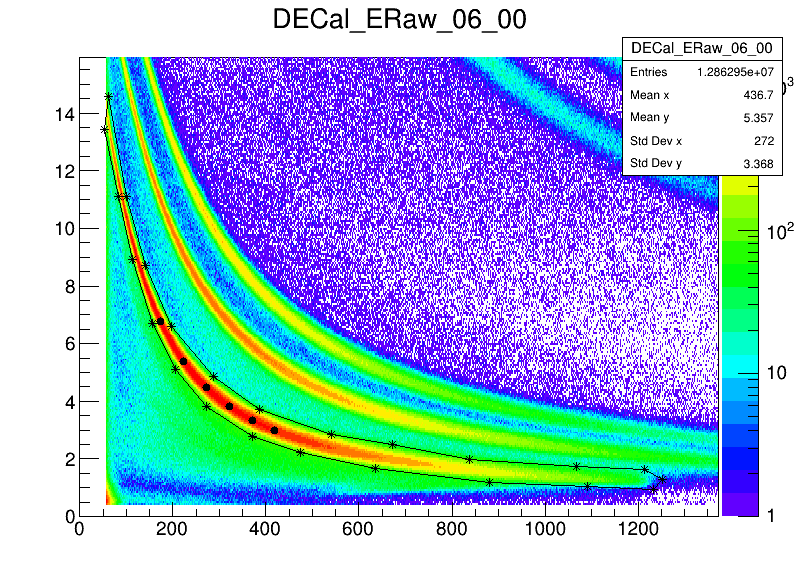 DECal_ERaw_06_00
DECal_ERaw_06_00
Entries 1.286295e+07
Mean x 436.7
Mean y 5.357
Std Dev x 272
Std Dev y 3.368
14
12
10
8
6
4
2
0
0 200 400 600 800 1000 1200
10²
10
1